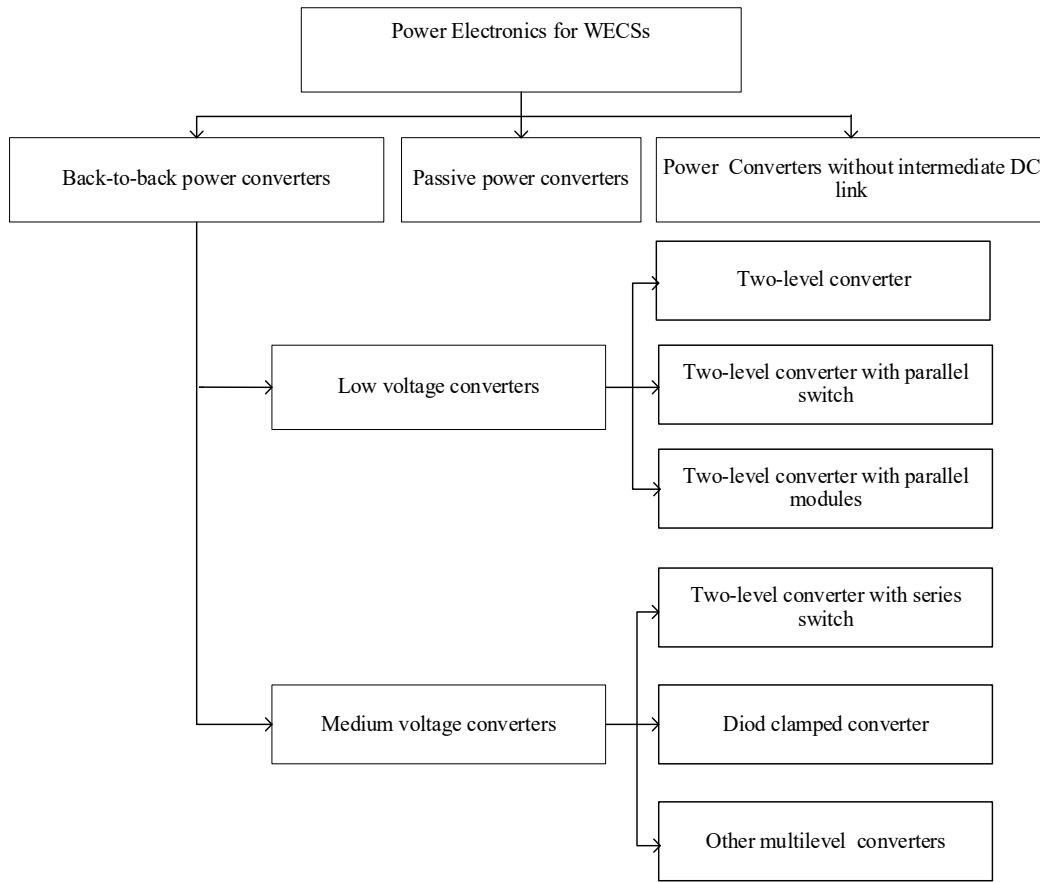 Power Electronics for WECSs
Back-to-back power converters
Passive power converters
Power Converters without intermediate DC
link
Two-level converter
Low voltage converters
Two-level converter with parallel
switch
Two-level converter with parallel
modules
Two-level converter with series
switch
Medium voltage converters
Diod clamped converter
Other multilevel converters